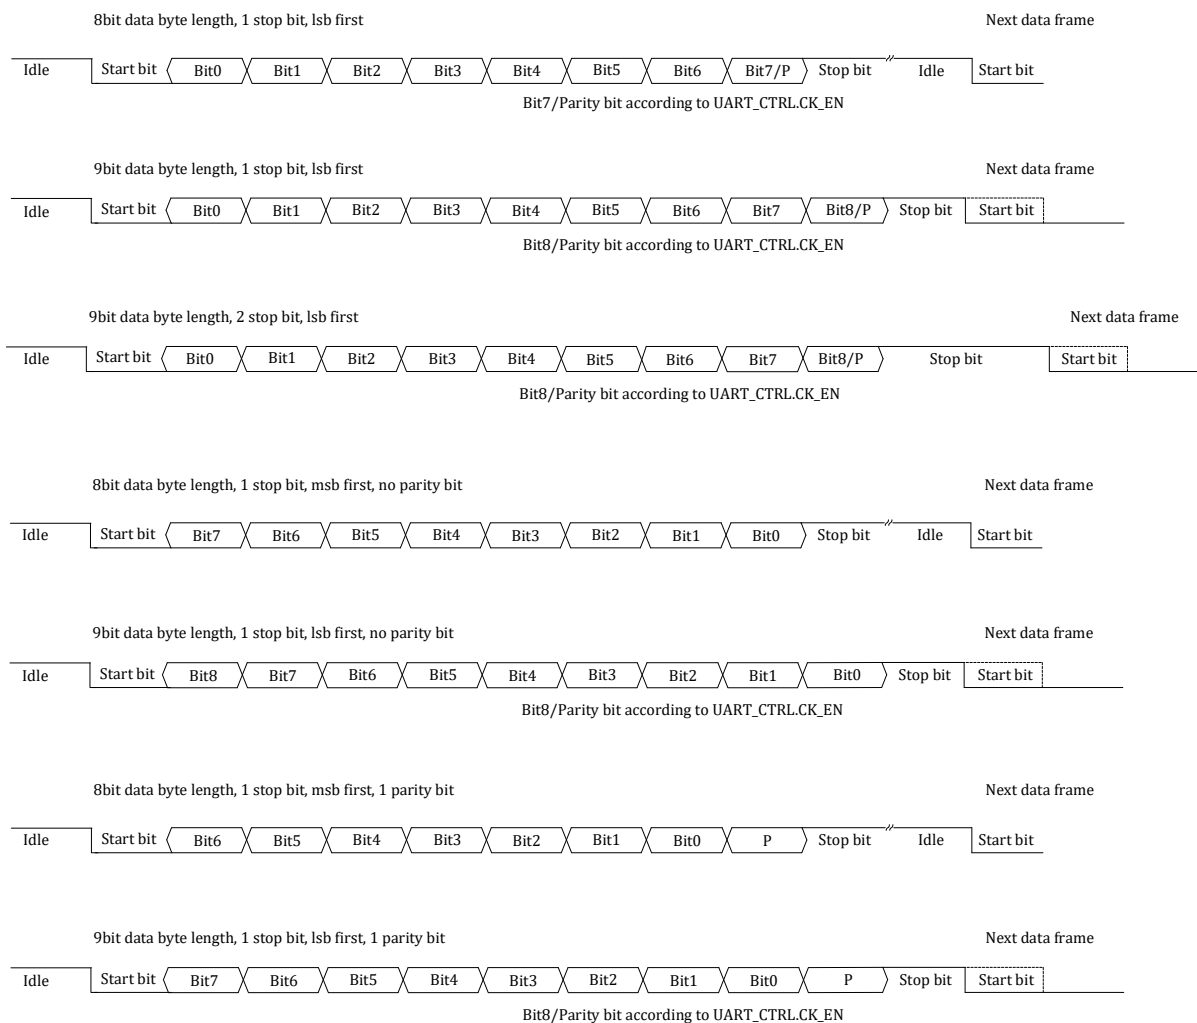 8bit data byte length, 1 stop bit, lsb first Next data frame
Idle Start bit Bit0 Bit1 Bit2 Bit3 Bit4 Bit5 Bit6 Bit7/P Stop bit Idle Start bit
Bit7/Parity bit according to UART_CTRL.CK_EN
9bit data byte length, 1 stop bit, lsb first Next data frame
Idle Start bit Bit0 Bit1 Bit2 Bit3 Bit4 Bit5 Bit6 Bit7 Bit8/P Stop bit Start bit
Bit8/Parity bit according to UART_CTRL.CK_EN
9bit data byte length, 2 stop bit, lsb first Next data frame
Idle Start bit Bit0 Bit1 Bit2 Bit3 Bit4 Bit5 Bit6 Bit7 Bit8/P Stop bit Start bit
Bit8/Parity bit according to UART_CTRL.CK_EN
8bit data byte length, 1 stop bit, msb first, no parity bit Next data frame
Idle Start bit Bit7 Bit6 Bit5 Bit4 Bit3 Bit2 Bit1 Bit0 Stop bit Idle Start bit
9bit data byte length, 1 stop bit, lsb first, no parity bit Next data frame
Idle Start bit Bit8 Bit7 Bit6 Bit5 Bit4 Bit3 Bit2 Bit1 Bit0 Stop bit Start bit
Bit8/Parity bit according to UART_CTRL.CK_EN
8bit data byte length, 1 stop bit, msb first, 1 parity bit Next data frame
Idle Start bit Bit6 Bit5 Bit4 Bit3 Bit2 Bit1 Bit0 P Stop bit Idle Start bit
9bit data byte length, 1 stop bit, lsb first, 1 parity bit Next data frame
Idle Start bit Bit7 Bit6 Bit5 Bit4 Bit3 Bit2 Bit1 Bit0 P Stop bit Start bit
Bit8/Parity bit according to UART_CTRL.CK_EN